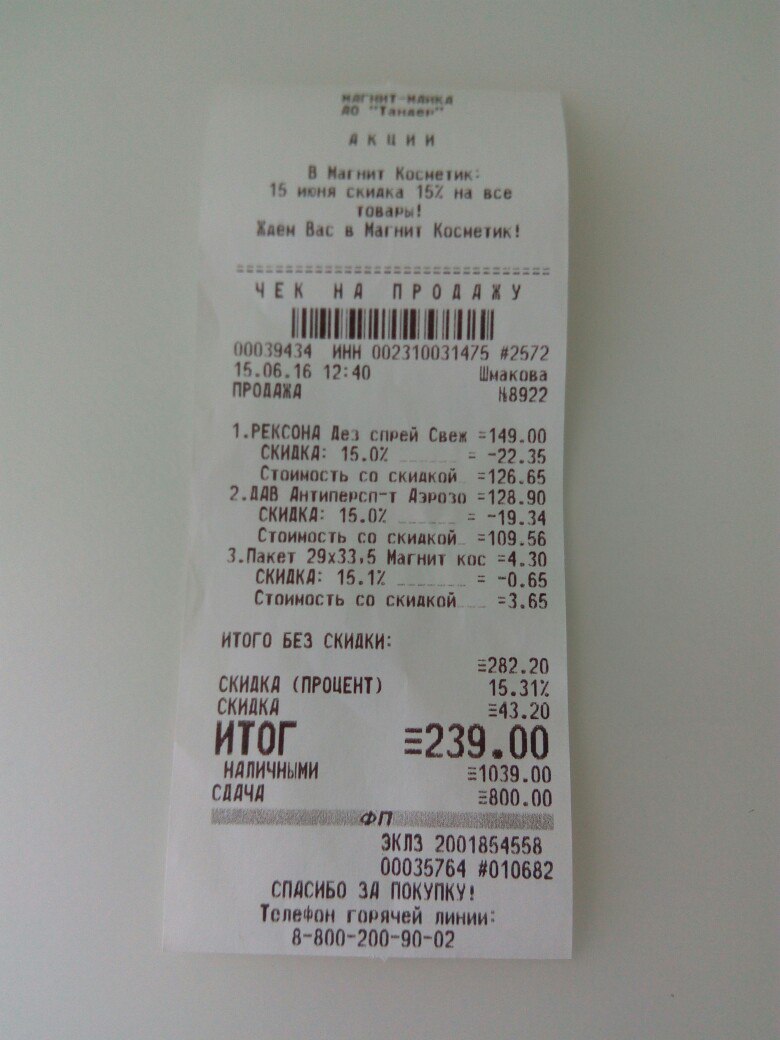 МАГНИТ-МАЙКА
АО "Тандер"
АКЦИИ
В Магнит Косметик:
15 июня скидка 15% на все
товары!
Ждем Вас в Магнит Косметик!
==============================
ЧЕК НА ПРОДАЖУ
00039434 ИНН 002310031475 #2572
15.06.16 12:40 Шмакова
ПРОДАЖА №8922
1.РЕКСОНА Дез спрей Свеж =149.00
СКИДКА: 15.0% = -22.35
Стоимость со скидкой =126.65
2.ДАВ Антиперсп-т Аэрозо =128.90
СКИДКА: 15.0% = -19.34
Стоимость со скидкой =109.56
3.Пакет 29x33,5 Магнит кос =4.30
СКИДКА: 15.1% = -0.65
Стоимость со скидкой =3.65
ИТОГО БЕЗ СКИДКИ:
≡282.20
СКИДКА (ПРОЦЕНТ) 15.31%
СКИДКА ≡43.20
ИТОГ ≡239.00
НАЛИЧНЫМИ ≡1039.00
СДАЧА ≡800.00
ФП
ЭКЛЗ 2001854558
00035764 #010682
СПАСИБО ЗА ПОКУПКУ!
Телефон горячей линии:
8-800-200-90-02